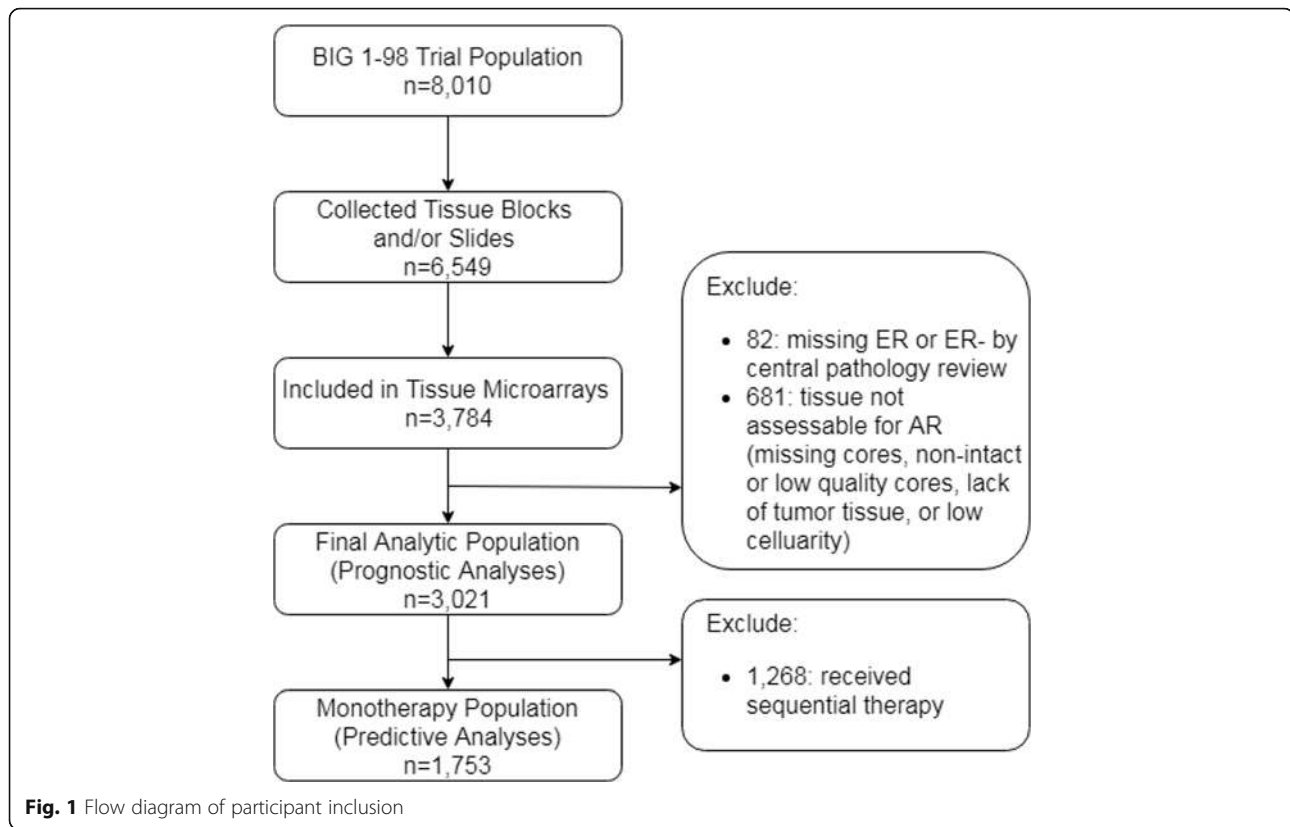 BIG 1-98 Trial Population
n=8,010
Collected Tissue Blocks
and/or Slides
n=6,549
Included in Tissue Microarrays
n=3,784
Exclude:
• 82: missing ER or ER- by
central pathology review
• 681: tissue not
assessable for AR
(missing cores, non-intact
or low quality cores, lack
of tumor tissue, or low
celluarity)
Final Analytic Population
(Prognostic Analyses)
n=3,021
Exclude:
• 1,268: received
sequential therapy
Monotherapy Population
(Predictive Analyses)
n=1,753
Fig. 1 Flow diagram of participant inclusion